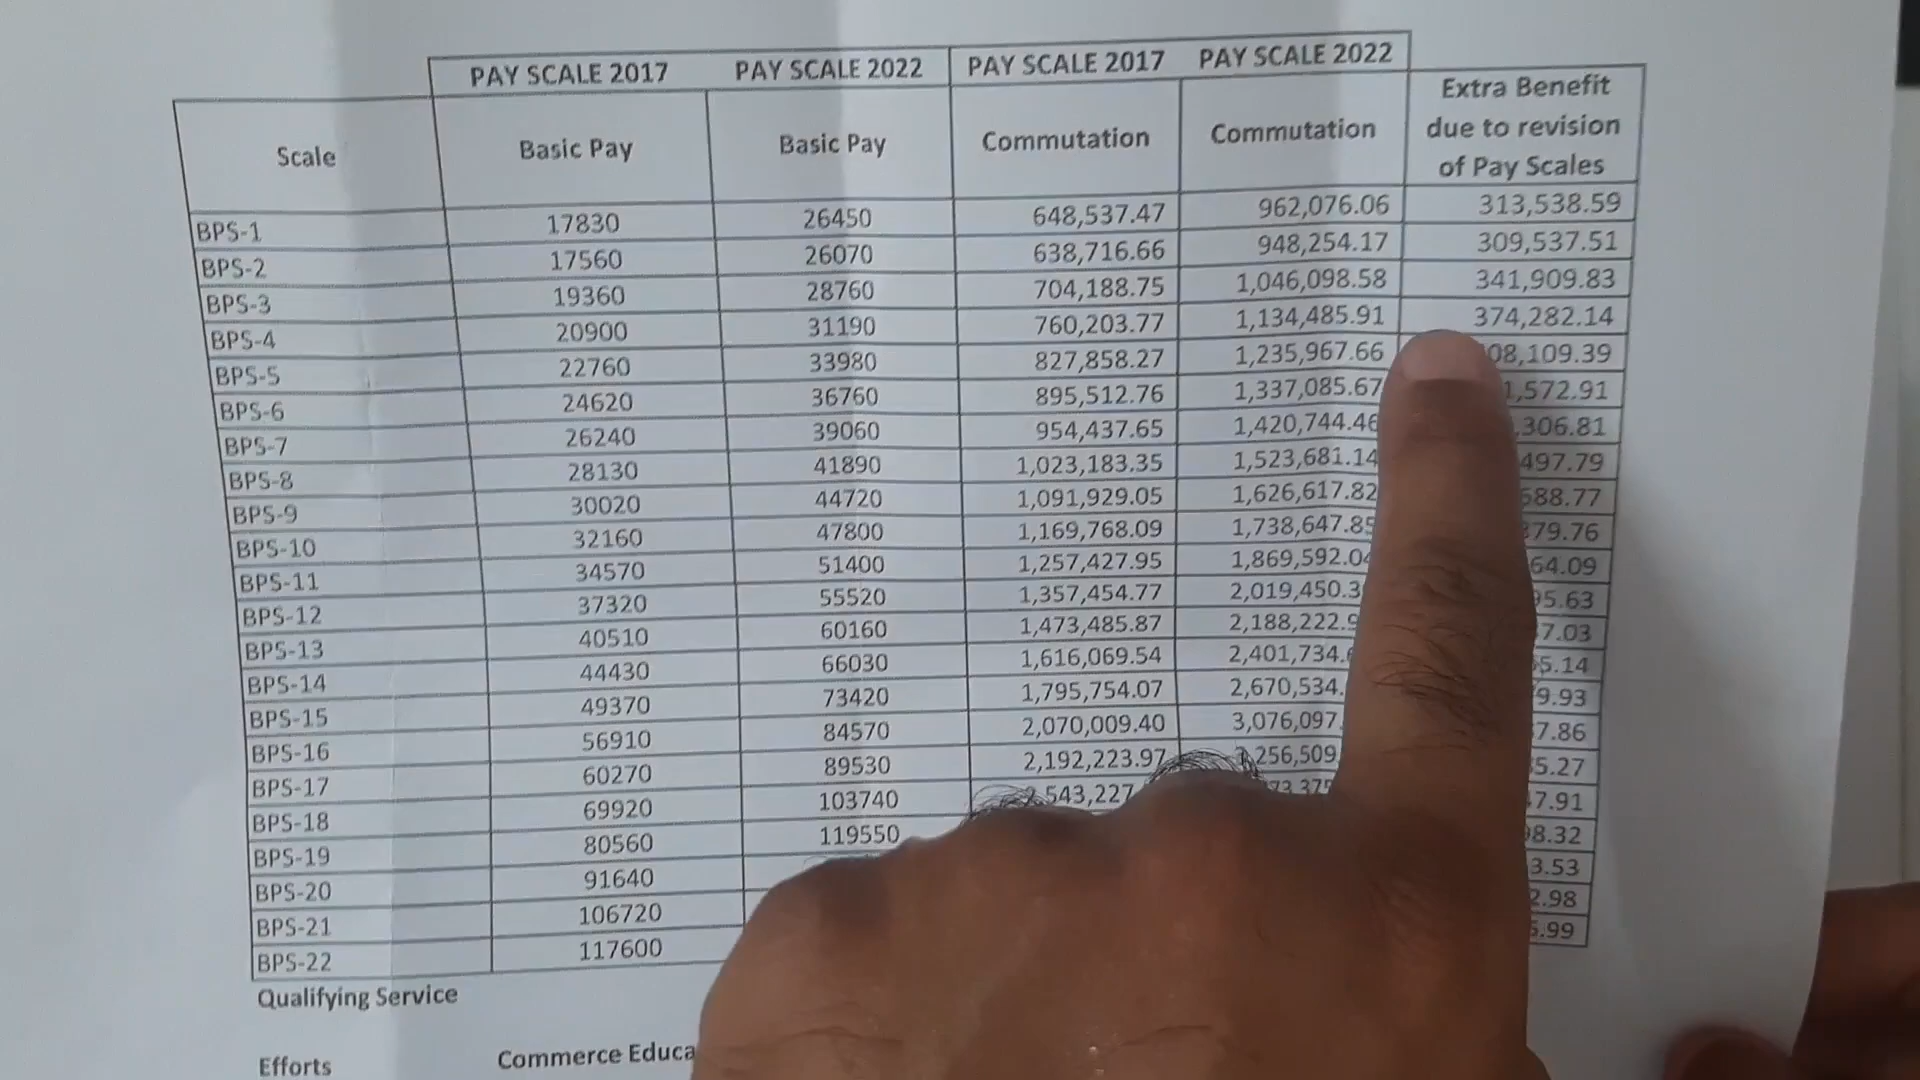 PAY SCALE 2017 PAY SCALE 2022 PAY SCALE 2017 PAY SCALE 2022
Scale Basic Pay Basic Pay Commutation Commutation Extra Benefit
due to revision
of Pay Scales
BPS-1 17830 26450 648,537.47 962,076.06 313,538.59
BPS-2 17560 26070 638,716.66 948,254.17 309,537.51
BPS-3 19360 28760 704,188.75 1,046,098.58 341,909.83
BPS-4 20900 31190 760,203.77 1,134,485.91 374,282.14
BPS-5 22760 33980 827,858.27 1,235,967.66 08,109.39
BPS-6 24620 36760 895,512.76 1,337,085.67 1,572.91
BPS-7 26240 39060 954,437.65 1,420,744.46 ,306.81
BPS-8 28130 41890 1,023,183.35 1,523,681.14 497.79
BPS-9 30020 44720 1,091,929.05 1,626,617.82 688.77
BPS-10 32160 47800 1,169,768.09 1,738,647.85 879.76
BPS-11 34570 51400 1,257,427.95 1,869,592.04 64.09
BPS-12 37320 55520 1,357,454.77 2,019,450.3 95.63
BPS-13 40510 60160 1,473,485.87 2,188,222.9 7.03
BPS-14 44430 66030 1,616,069.54 2,401,734. 5.14
BPS-15 49370 73420 1,795,754.07 2,670,534. 9.93
BPS-16 56910 84570 2,070,009.40 3,076,097 7.86
BPS-17 60270 89530 2,192,223.97 256,509 5.27
BPS-18 69920 103740 2,543,227 7.91
BPS-19 80560 119550 98.32
BPS-20 91640 3.53
BPS-21 106720 2.98
BPS-22 117600 .99
Qualifying Service
Efforts Commerce Educa